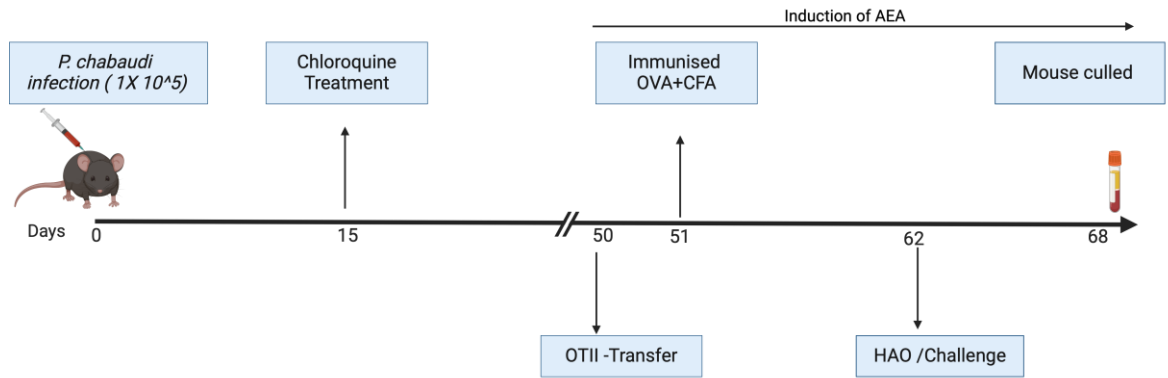 Induction of AEA
P. chabaudi
infection ( 1X 10^5)
Chloroquine
Treatment
Immunised
OVA+CFA
Mouse culled
Days
0
15
50
51
62
68
OTII -Transfer
HAO /Challenge